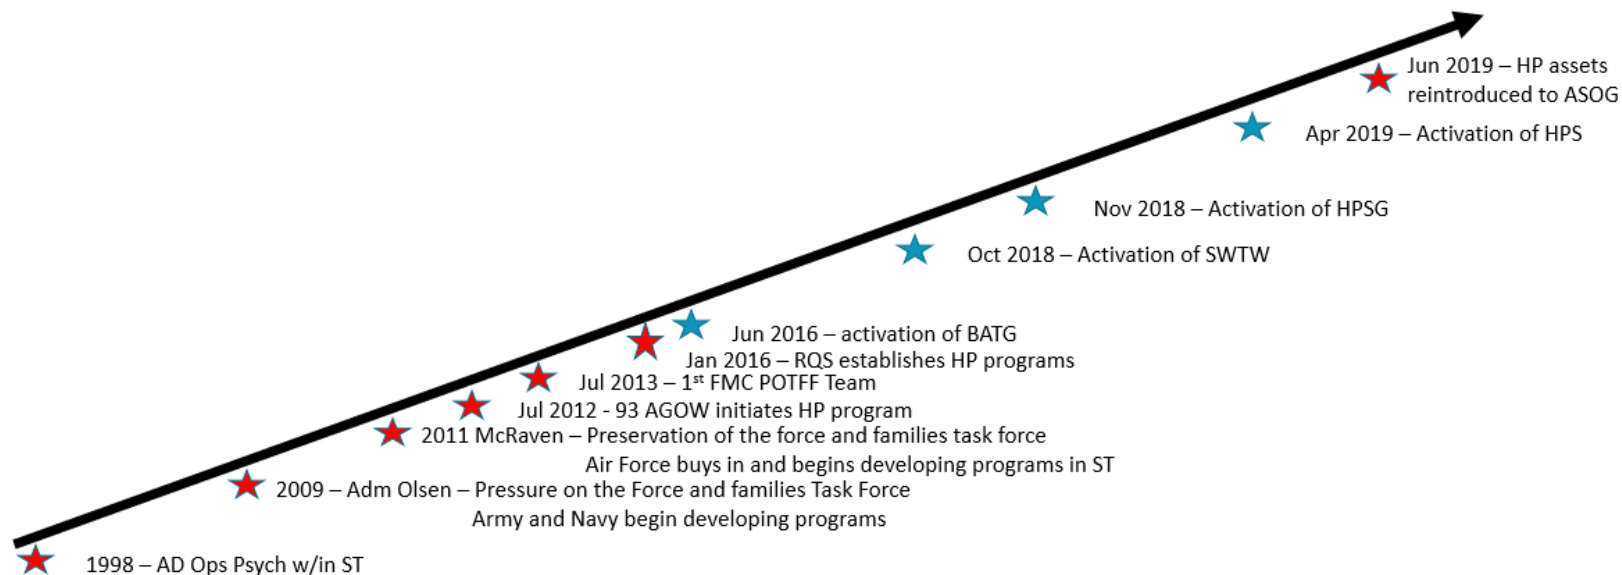 Jun 2019 – HP assets
reintroduced to ASOG
Apr 2019 – Activation of HPS
Nov 2018 – Activation of HPSG
Oct 2018 – Activation of SWTW
Jun 2016 – activation of BATG
Jan 2016 – RQS establishes HP programs
Jul 2013 – 1st FMC POTFF Team
Jul 2012 - 93 AGOW initiates HP program
2011 McRaven – Preservation of the force and families task force
Air Force buys in and begins developing programs in ST
2009 – Adm Olsen – Pressure on the Force and families Task Force
Army and Navy begin developing programs
1998 – AD Ops Psych w/in ST